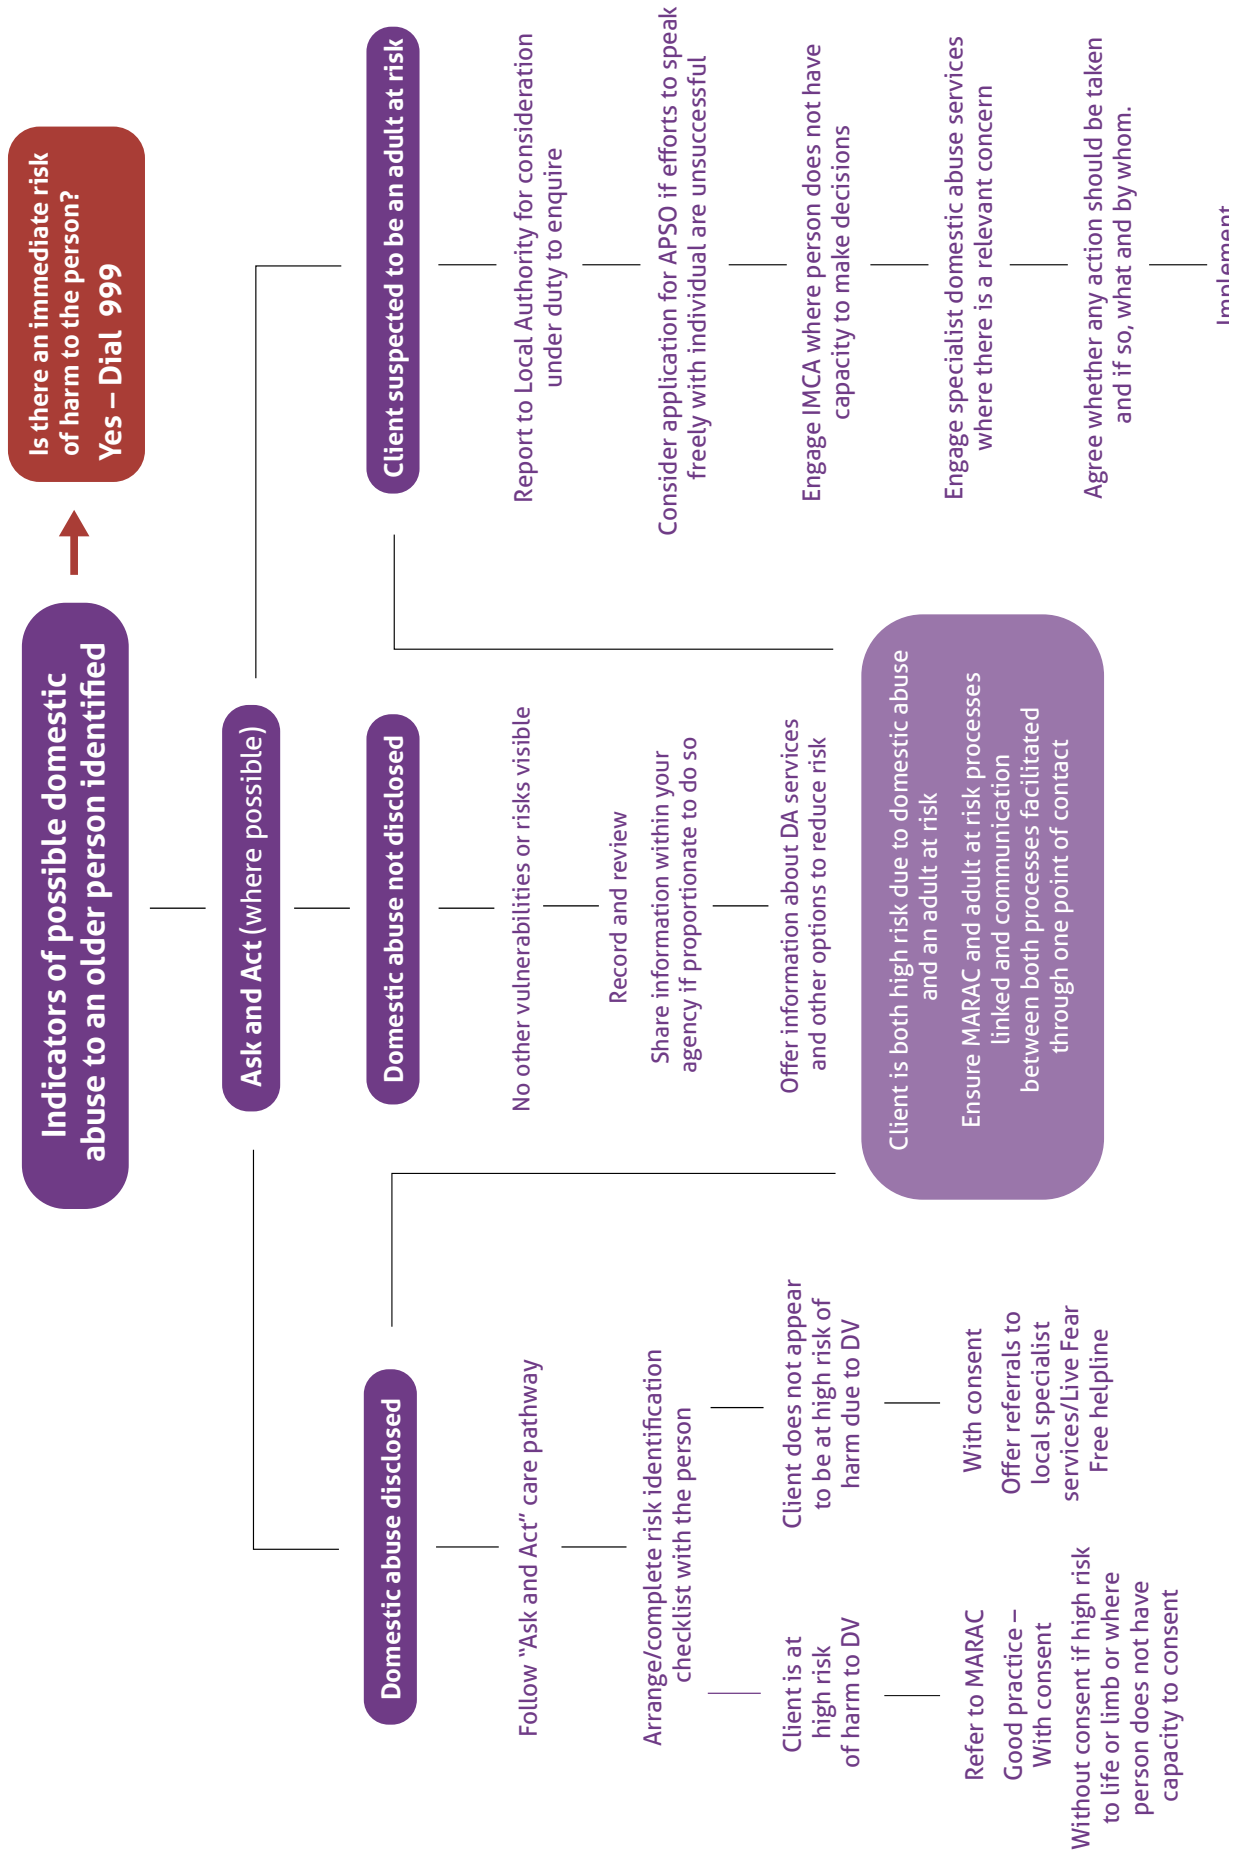 Indicators of possible domestic
abuse to an older person identified
Is there an immediate risk
of harm to the person?
Yes – Dial 999
Ask and Act (where possible)
Domestic abuse disclosed
Follow “Ask and Act” care pathway
Arrange/complete risk identification
checklist with the person
Client is at
high risk
of harm to DV
Refer to MARAC
Good practice –
With consent
Without consent if high risk
to life or limb or where
person does not have
capacity to consent
Client does not appear
to be at high risk of
harm due to DV
With consent
Offer referrals to
local specialist
services/Live Fear
Free helpline
Domestic abuse not disclosed
No other vulnerabilities or risks visible
Record and review
Share information within your
agency if proportionate to do so
Offer information about DA services
and other options to reduce risk
Client is both high risk due to domestic abuse
and an adult at risk
Ensure MARAC and adult at risk processes
linked and communication
between both processes facilitated
through one point of contact
Client suspected to be an adult at risk
Report to Local Authority for consideration
under duty to enquire
Consider application for APSO if efforts to speak
freely with individual are unsuccessful
Engage IMCA where person does not have
capacity to make decisions
Engage specialist domestic abuse services
where there is a relevant concern
Agree whether any action should be taken
and if so, what and by whom.
Implement